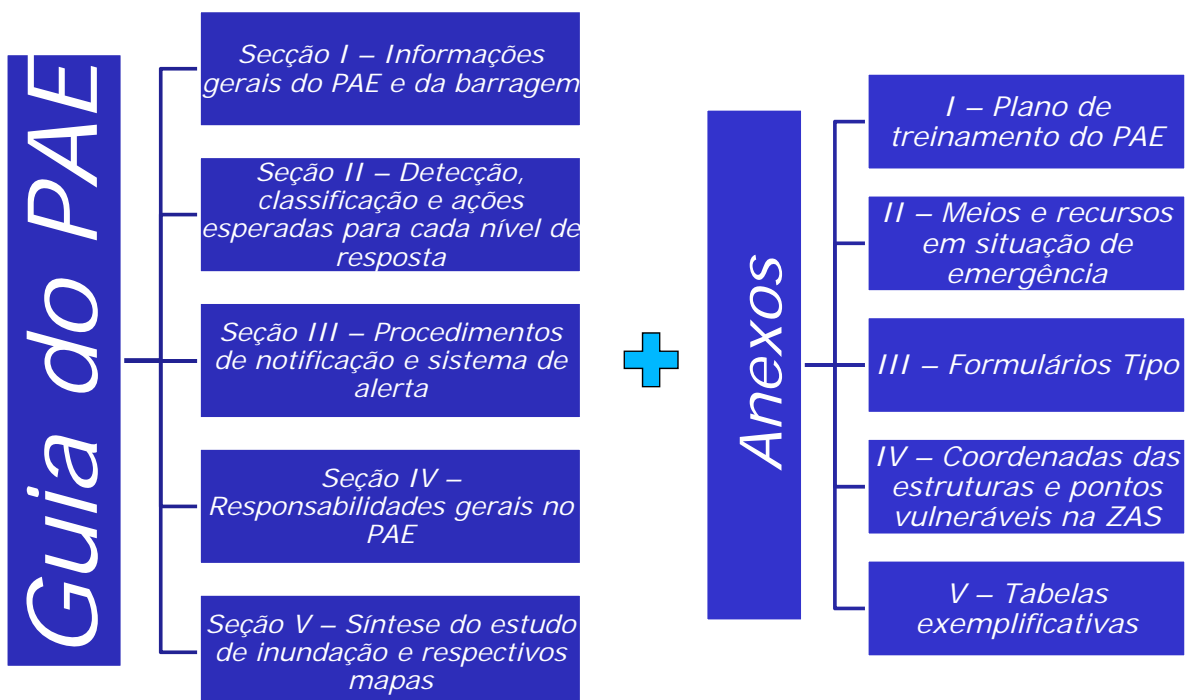 Guia do PAE
Secção I – Informações
gerais do PAE e da barragem
Seção II – Detecção,
classificação e ações
esperadas para cada nível de
resposta
Seção III – Procedimentos
de notificação e sistema de
alerta
Seção IV –
Responsabilidades gerais no
PAE
Seção V – Síntese do estudo
de inundação e respectivos
mapas
Anexos
I – Plano de
treinamento do PAE
II – Meios e recursos
em situação de
emergência
III – Formulários Tipo
IV – Coordenadas das
estruturas e pontos
vulneráveis na ZAS
V – Tabelas
exemplificativas